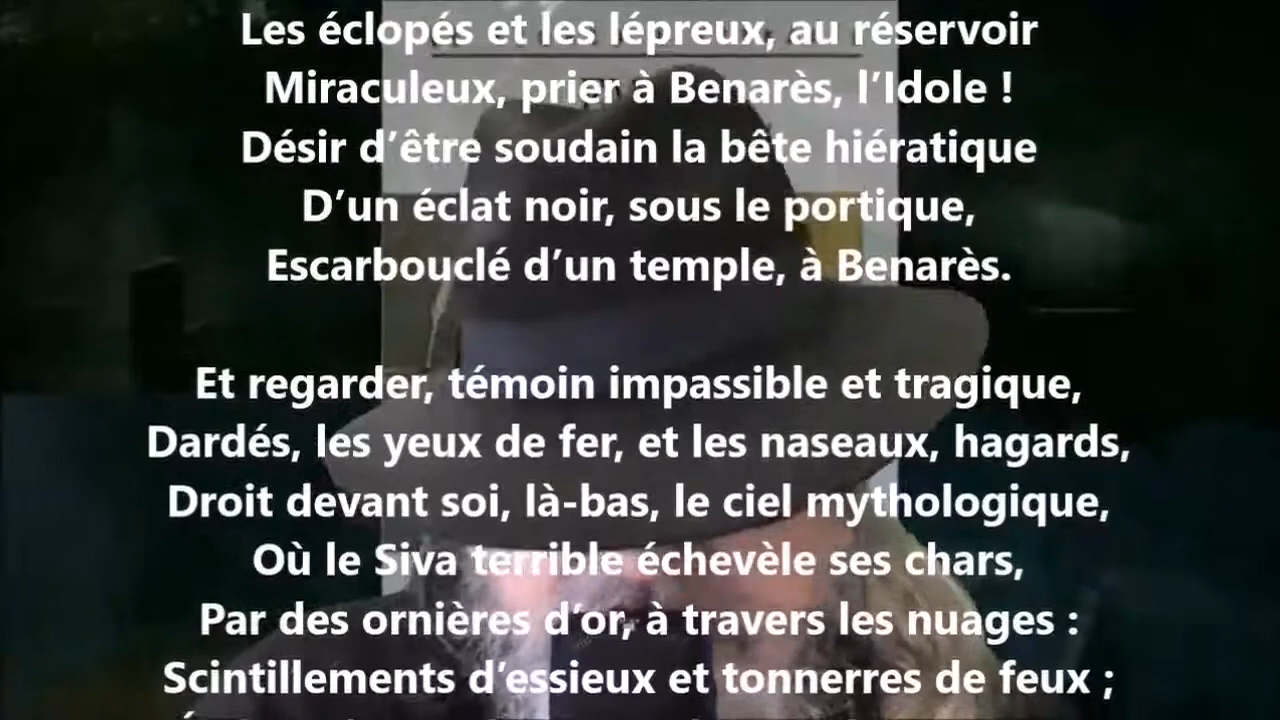 Les éclopés et les lépreux, au réservoir
Miraculeux, prier à Benarès, l’Idole !
Désir d’être soudain la bête hiératique
D’un éclat noir, sous le portique,
Escarbouclé d’un temple, à Benarès.
Et regarder, témoin impassible et tragique,
Dardés, les yeux de fer, et les naseaux, hagards,
Droit devant soi, là-bas, le ciel mythologique,
Où le Siva terrible échevèle ses chars,
Par des ornières d’or, à travers les nuages :
Scintillements d’essieux et tonnerres de feux ;